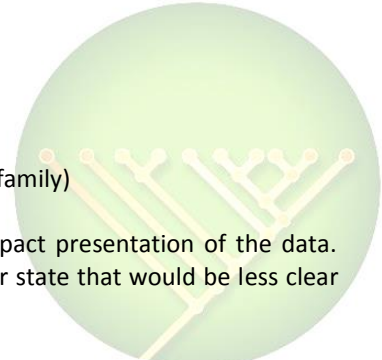 family)
pact presentation of the data.
r state that would be less clear